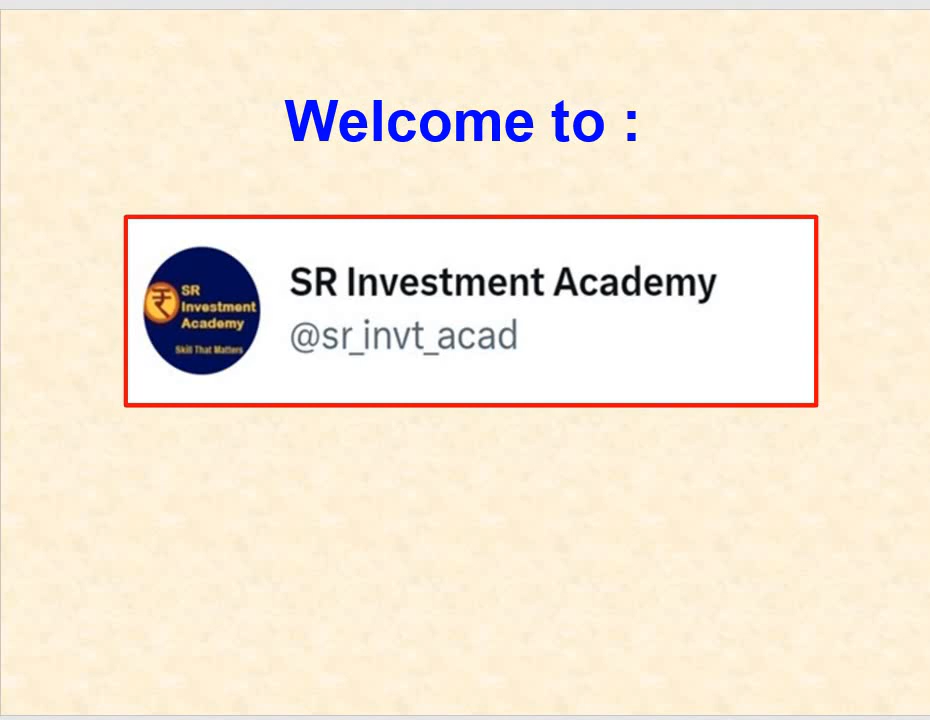 Welcome to :
SR
Investment
Academy
Skill That Matters
SR Investment Academy
@sr_invt_acad